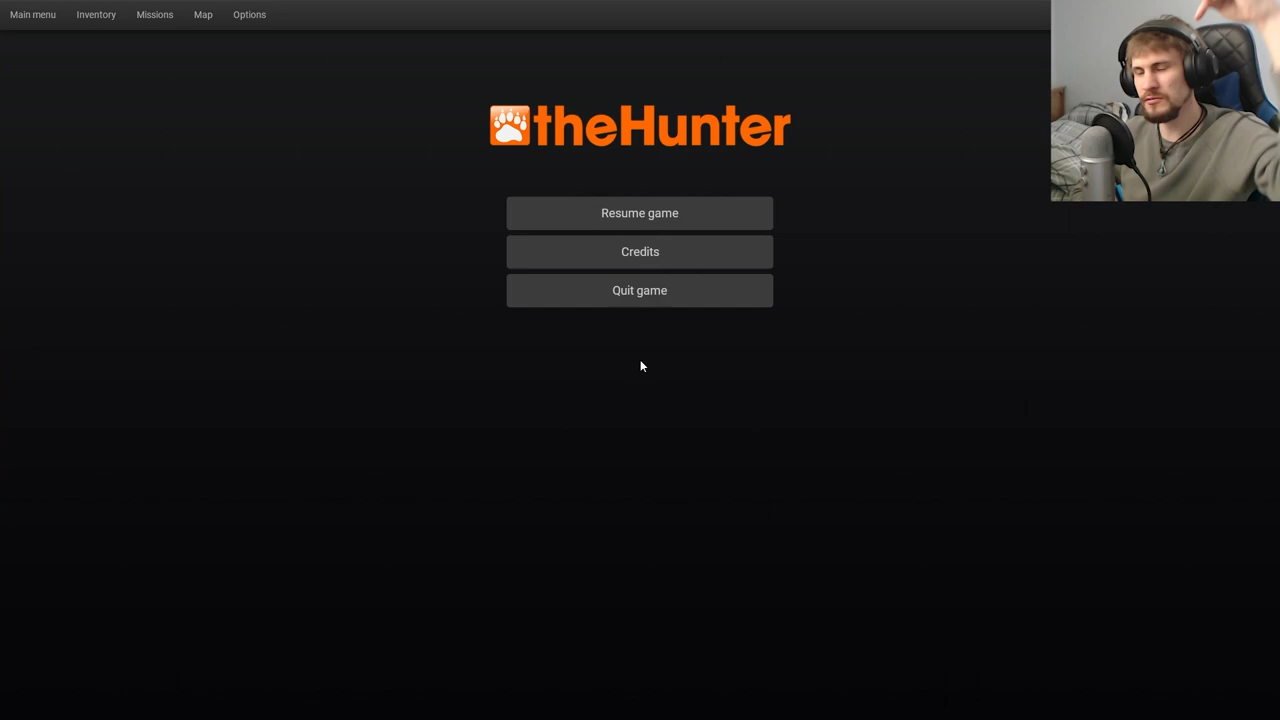 Main menu Inventory Missions Map Options
theHunter
Resume game
Credits
Quit game